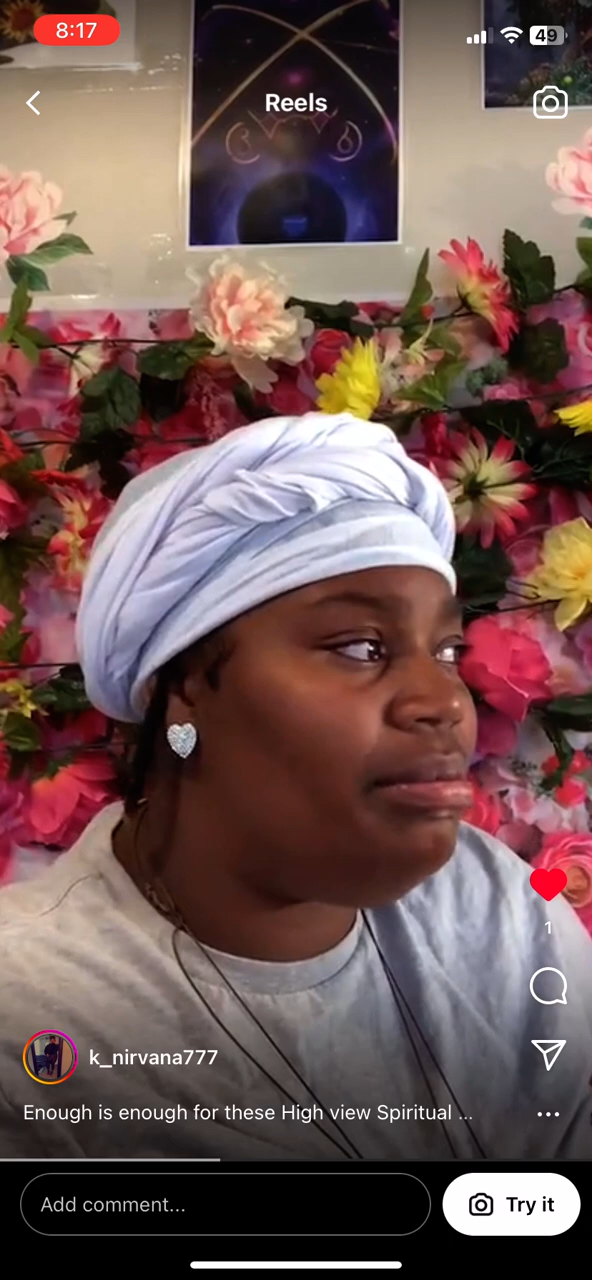 8:17
49
Reels
1
k_nirvana777
Enough is enough for these High view Spiritual ...
Add comment...
Try it